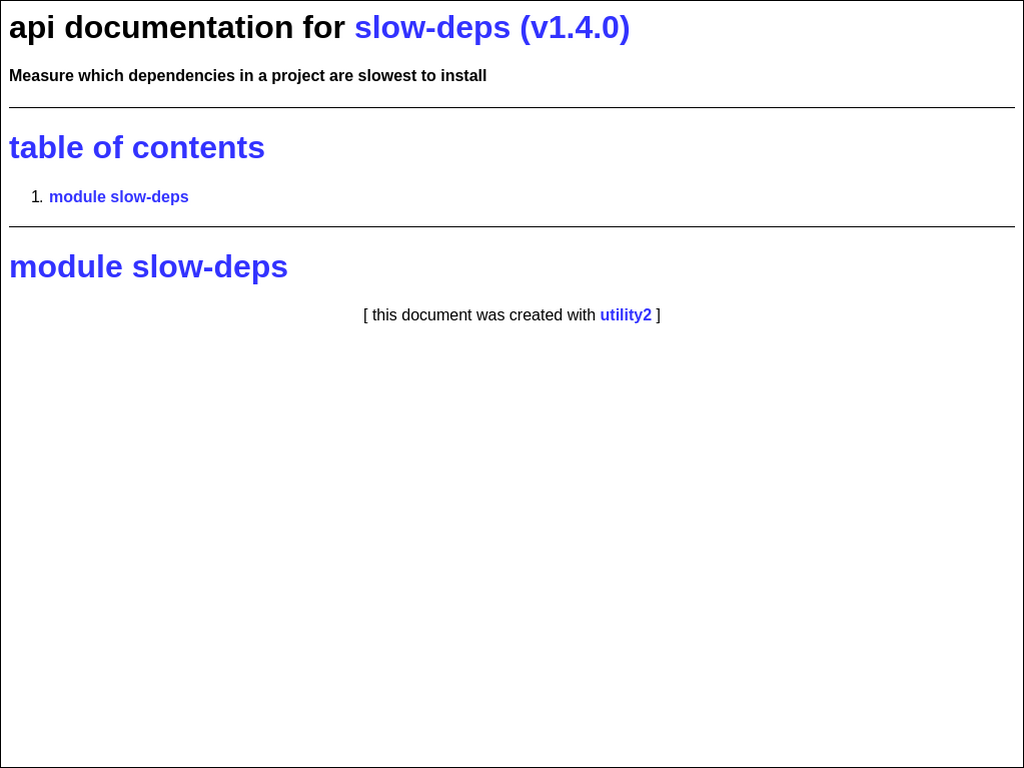 api documentation for slow-deps (v1.4.0)
Measure which dependencies in a project are slowest to install
table of contents
1. module slow-deps
module slow-deps
[ this document was created with utility2 ]